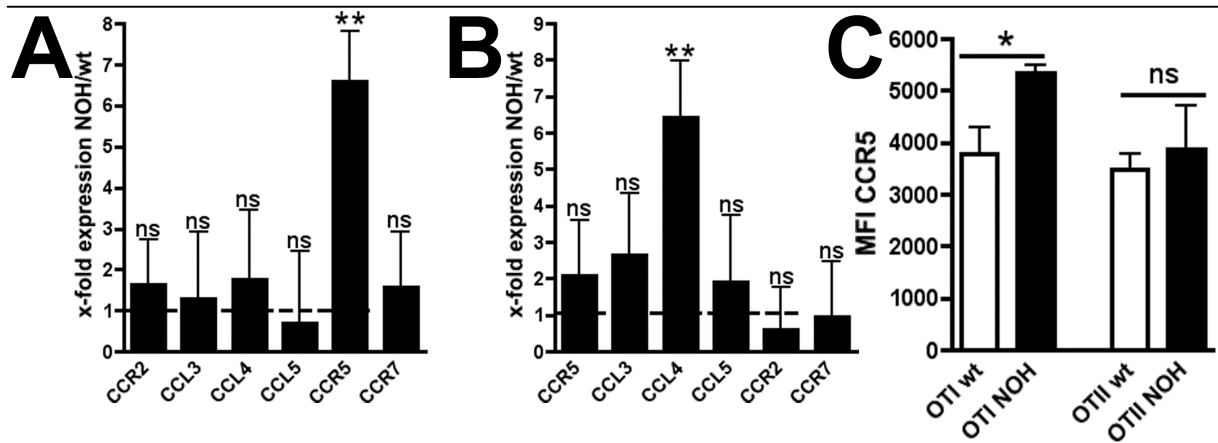 A
x-fold expression NOH/wt
8
7
6
5
4
3
2
1
0
ns
ns
ns
ns
**
ns
CCR2
CCL3
CCL4
CCL5
CCR5
CCR7
B
x-fold expression NOH/wt
9
8
7
6
5
4
3
2
1
0
ns
ns
**
ns
ns
ns
CCR5
CCL3
CCL4
CCL5
CCR2
CCR7
C
MFI CCR5
6000
5000
4000
3000
2000
1000
0
*
ns
OTI wt
OTI NOH
OTII wt
OTII NOH